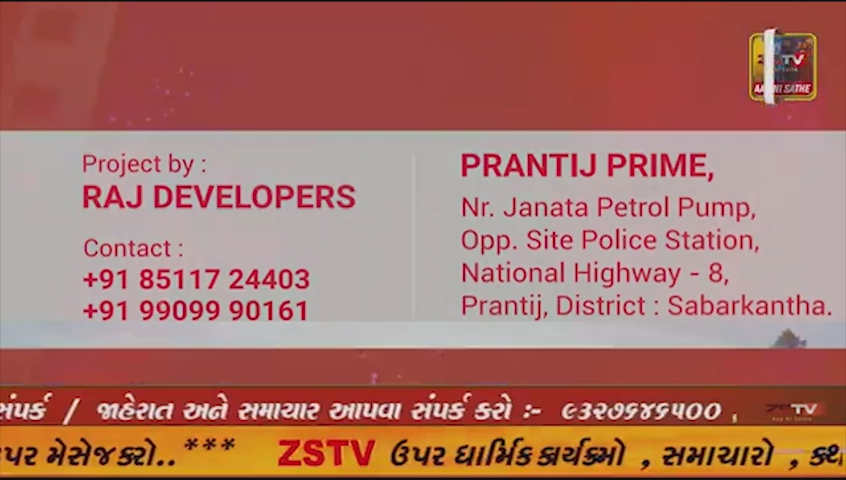 TV
AAPNI SATHE
Project by :
RAJ DEVELOPERS
Contact :
+91 85117 24403
+91 99099 90161
PRANTIJ PRIME,
Nr. Janata Petrol Pump,
Opp. Site Police Station,
National Highway - 8,
Prantij, District : Sabarkantha.
સંપર્ક / જાહેરાત અને સમાચાર આપવા સંપર્ક કરો :- ૯૩૨૭૬૪૬૫૦૦ ,
પર મેસેજ કરો..*** ZSTV ઉપર ધાર્મિક કાર્યક્રમો , સમાચારો , કથ